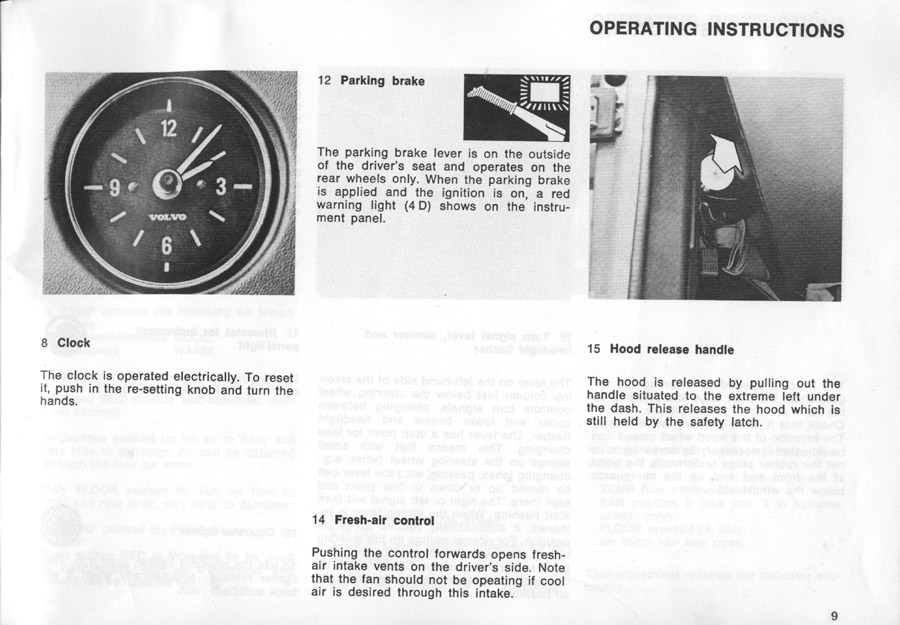 OPERATING INSTRUCTIONS
12
9
3
VOLVO
6
8 Clock
The clock is operated electrically. To reset
it, push in the re-setting knob and turn the
hands.
12 Parking brake
The parking brake lever is on the outside
of the driver's seat and operates on the
rear wheels only. When the parking brake
is applied and the ignition is on, a red
warning light (4 D) shows on the instru-
ment panel.
14 Fresh-air control
Pushing the control forwards opens fresh-
air intake vents on the driver's side. Note
that the fan should not be opeating if cool
air is desired through this intake.
15 Hood release handle
The hood is released by pulling out the
handle situated to the extreme left under
the dash. This releases the hood which is
still held by the safety latch.
9